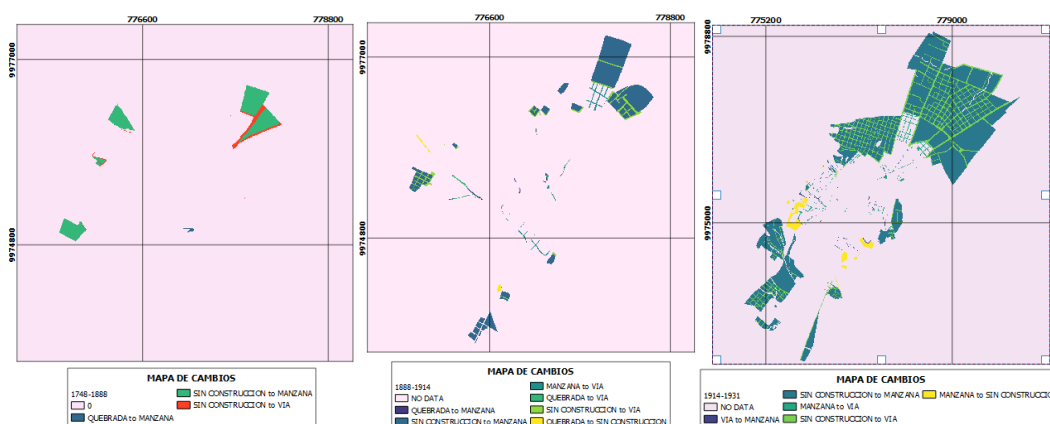 776600
778800
9977000
9974800
MAPA DE CAMBIOS
1748-1888
0
QUEBRADA to MANZANA
SIN CONSTRUCCION to MANZANA
SIN CONSTRUCCION to VIA
776600
778800
9977000
9974800
MAPA DE CAMBIOS
1888-1914
NO DATA
QUEBRADA to MANZANA
SIN CONSTRUCCION to MANZANA
MANZANA to VIA
QUEBRADA to VIA
SIN CONSTRUCCION to VIA
QUEBRADA to SIN CONSTRUCCION
775200
779000
9978800
9975000
MAPA DE CAMBIOS
1914-1931
NO DATA
VIA to MANZANA
SIN CONSTRUCCION to MANZANA
MANZANA to VIA
SIN CONSTRUCCION to VIA
MANZANA to SIN CO